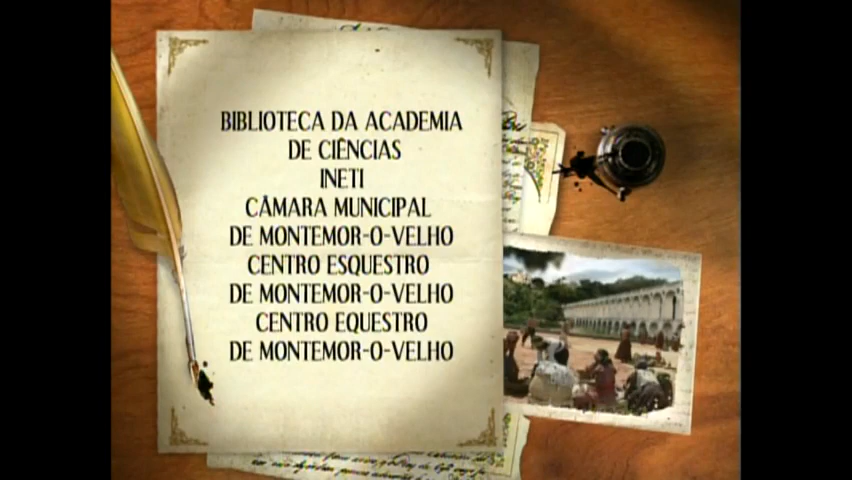 BIBLIOTECA DA ACADEMIA
DE CIÊNCIAS
INETI
CÂMARA MUNICIPAL
DE MONTEMOR-O-VELHO
CENTRO ESQUESTRO
DE MONTEMOR-O-VELHO
CENTRO EQUESTRO
DE MONTEMOR-O-VELHO